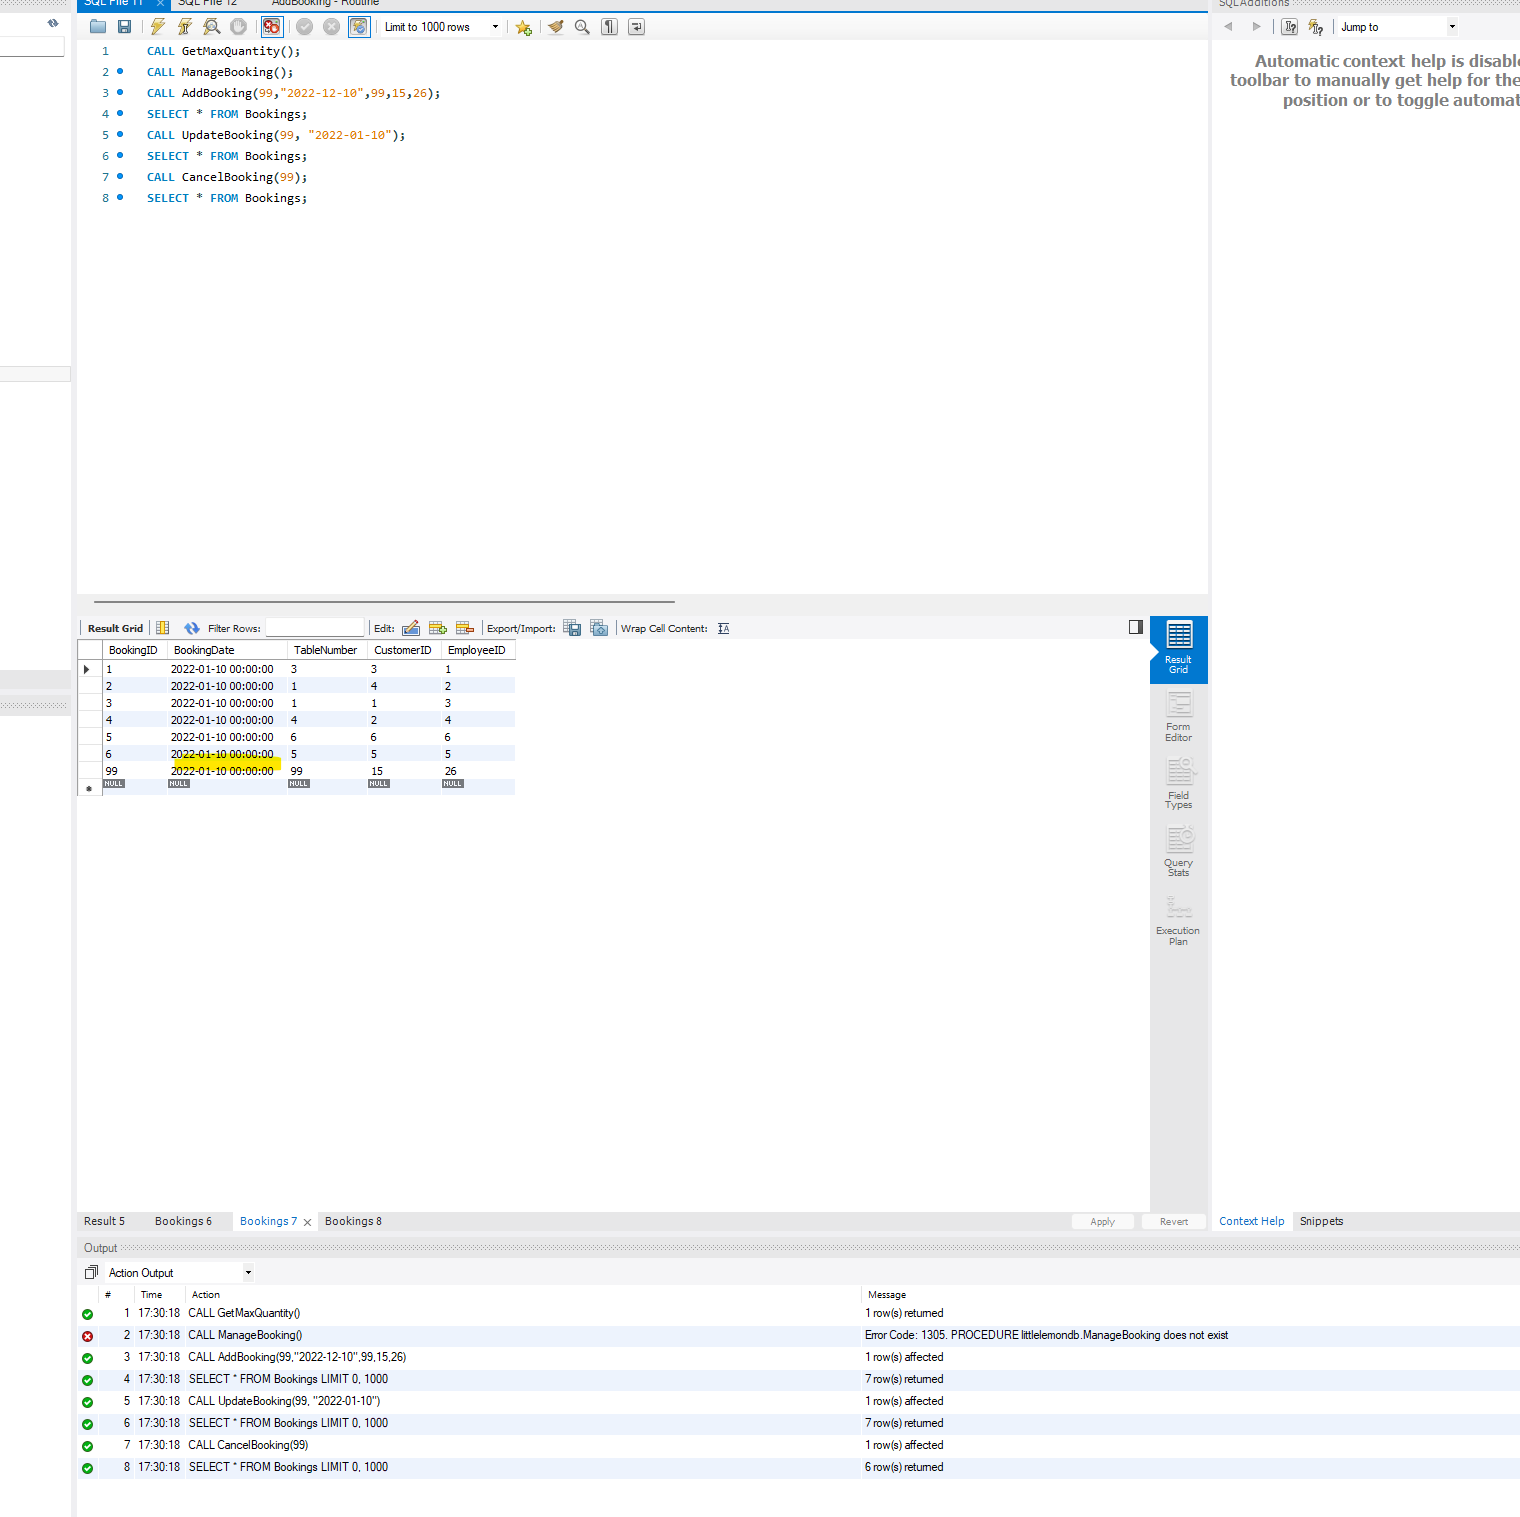 SQL File 11 × SQL File 12 AddBooking - Routine
SQLAdditions
Limit to 1000 rows
Jump to
1 CALL GetMaxQuantity();
2 CALL ManageBooking();
3 CALL AddBooking(99,"2022-12-10",99,15,26);
4 SELECT * FROM Bookings;
5 CALL UpdateBooking(99, "2022-01-10");
6 SELECT * FROM Bookings;
7 CALL CancelBooking(99);
8 SELECT * FROM Bookings;
Automatic context help is disable
toolbar to manually get help for the
position or to toggle automat
Result Grid Filter Rows: Edit: Export/Import: Wrap Cell Content:
BookingID BookingDate TableNumber CustomerID EmployeeID
1 2022-01-10 00:00:00 3 3 1
2 2022-01-10 00:00:00 1 4 2
3 2022-01-10 00:00:00 1 1 3
4 2022-01-10 00:00:00 4 2 4
5 2022-01-10 00:00:00 6 6 6
6 2022-01-10 00:00:00 5 5 5
99 2022-01-10 00:00:00 99 15 26
NULL NULL NULL NULL NULL
Result
Grid
Form
Editor
Field
Types
Query
Stats
Execution
Plan
Result 5 Bookings 6 Bookings 7 × Bookings 8
Apply Revert
Context Help Snippets
Output
Action Output
# Time Action Message
1 17:30:18 CALL GetMaxQuantity() 1 row(s) returned
2 17:30:18 CALL ManageBooking() Error Code: 1305. PROCEDURE littlelemondb.ManageBooking does not exist
3 17:30:18 CALL AddBooking(99,"2022-12-10",99,15,26) 1 row(s) affected
4 17:30:18 SELECT * FROM Bookings LIMIT 0, 1000 7 row(s) returned
5 17:30:18 CALL UpdateBooking(99, "2022-01-10") 1 row(s) affected
6 17:30:18 SELECT * FROM Bookings LIMIT 0, 1000 7 row(s) returned
7 17:30:18 CALL CancelBooking(99) 1 row(s) affected
8 17:30:18 SELECT * FROM Bookings LIMIT 0, 1000 6 row(s) returned